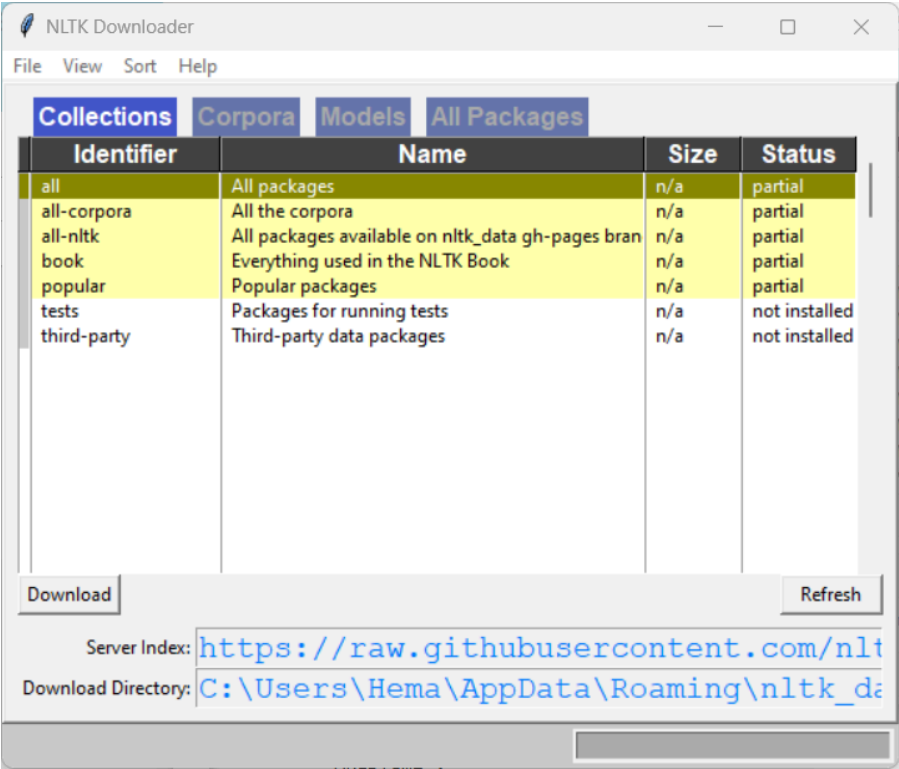 NLTK Downloader
File View Sort Help
Collections Corpora Models All Packages
Identifier Name Size Status
all All packages n/a partial
all-corpora All the corpora n/a partial
all-nltk All packages available on nltk_data gh-pages bran n/a partial
book Everything used in the NLTK Book n/a partial
popular Popular packages n/a partial
tests Packages for running tests n/a not installed
third-party Third-party data packages n/a not installed
Download Refresh
Server Index: https://raw.githubusercontent.com/nlt
Download Directory: C:\Users\Hema\AppData\Roaming\nltk_da